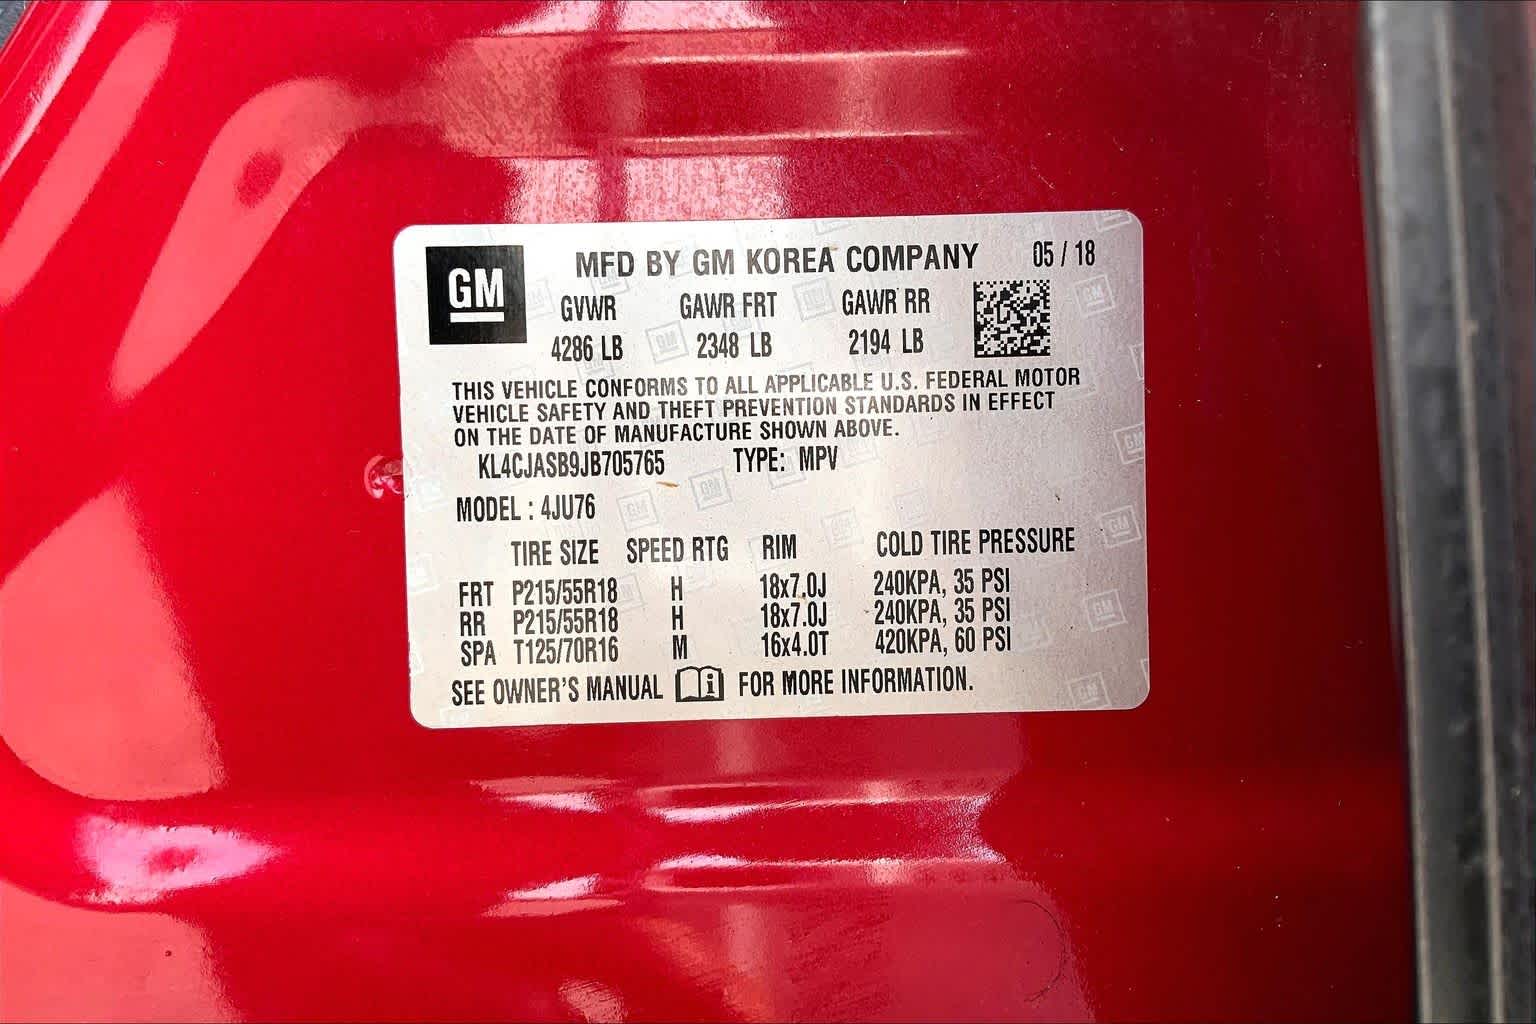 GM
MFD BY GM KOREA COMPANY 05 / 18
GVWR GAWR FRT GAWR RR
4286 LB 2348 LB 2194 LB
THIS VEHICLE CONFORMS TO ALL APPLICABLE U.S. FEDERAL MOTOR
VEHICLE SAFETY AND THEFT PREVENTION STANDARDS IN EFFECT
ON THE DATE OF MANUFACTURE SHOWN ABOVE.
KL4CJASB9JB705765 TYPE: MPV
MODEL : 4JU76
TIRE SIZE SPEED RTG RIM COLD TIRE PRESSURE
FRT P215/55R18 H 18x7.0J 240KPA, 35 PSI
RR P215/55R18 H 18x7.0J 240KPA, 35 PSI
SPA T125/70R16 M 16x4.0T 420KPA, 60 PSI
SEE OWNER'S MANUAL i FOR MORE INFORMATION.